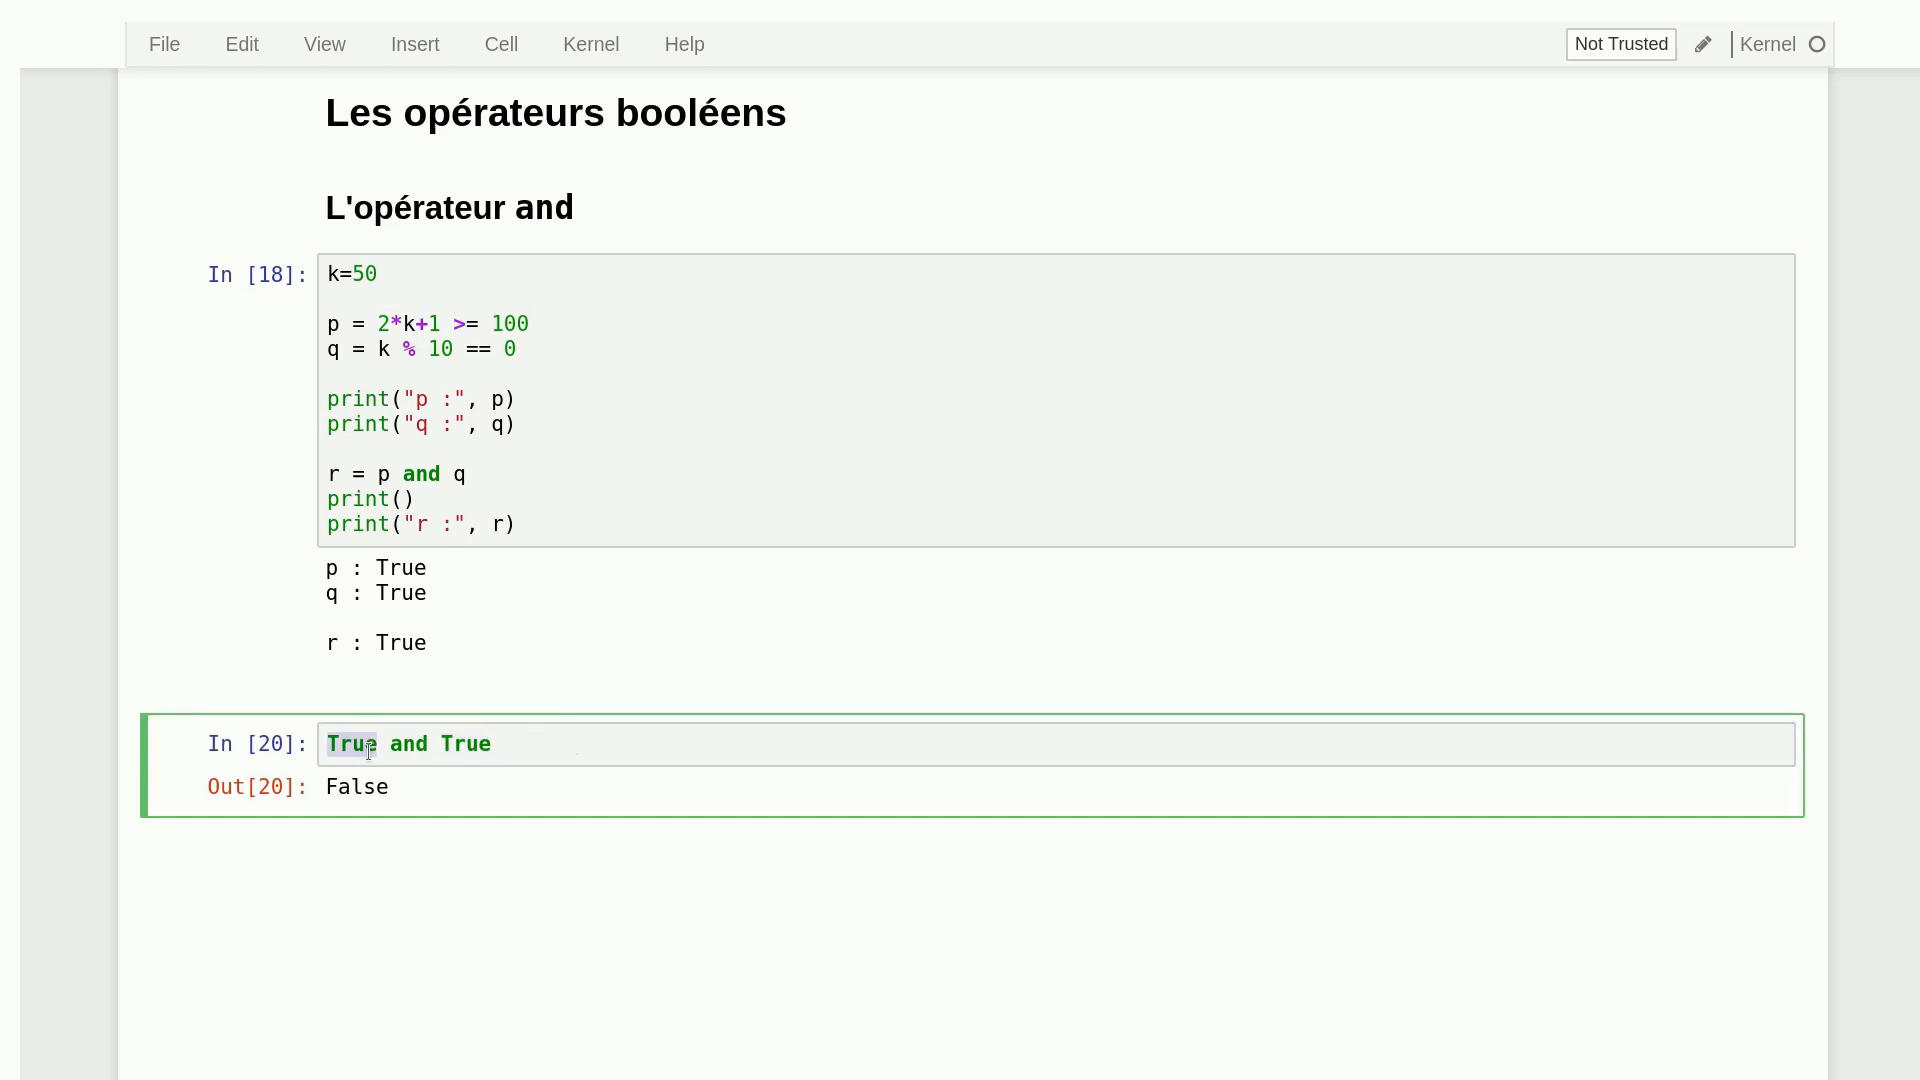 File Edit View Insert Cell Kernel Help Not Trusted Kernel
Les opérateurs booléens
L'opérateur and
In [18]:
k=50
p = 2*k+1 >= 100
q = k % 10 == 0
print("p :", p)
print("q :", q)
r = p and q
print()
print("r :", r)
p : True
q : True
r : True
In [20]: True and True
Out[20]: False